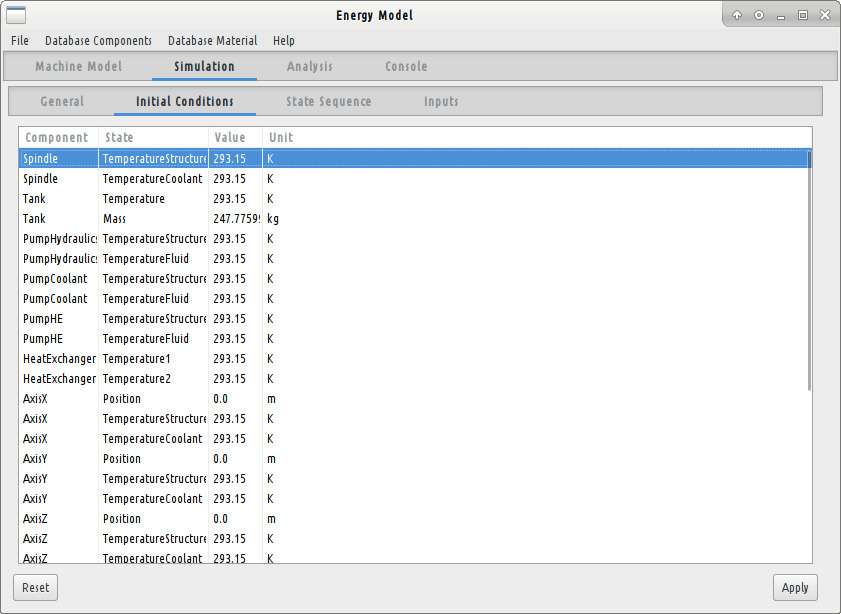 Energy Model
File Database Components Database Material Help
Machine Model Simulation Analysis Console
General Initial Conditions State Sequence Inputs
Component State Value Unit
Spindle TemperatureStructure 293.15 K
Spindle TemperatureCoolant 293.15 K
Tank Temperature 293.15 K
Tank Mass 247.7759 kg
PumpHydraulics TemperatureStructure 293.15 K
PumpHydraulics TemperatureFluid 293.15 K
PumpCoolant TemperatureStructure 293.15 K
PumpCoolant TemperatureFluid 293.15 K
PumpHE TemperatureStructure 293.15 K
PumpHE TemperatureFluid 293.15 K
HeatExchanger Temperature1 293.15 K
HeatExchanger Temperature2 293.15 K
AxisX Position 0.0 m
AxisX TemperatureStructure 293.15 K
AxisX TemperatureCoolant 293.15 K
AxisY Position 0.0 m
AxisY TemperatureStructure 293.15 K
AxisY TemperatureCoolant 293.15 K
AxisZ Position 0.0 m
AxisZ TemperatureStructure 293.15 K
AxisZ TemperatureCoolant 293.15 K
Reset Apply